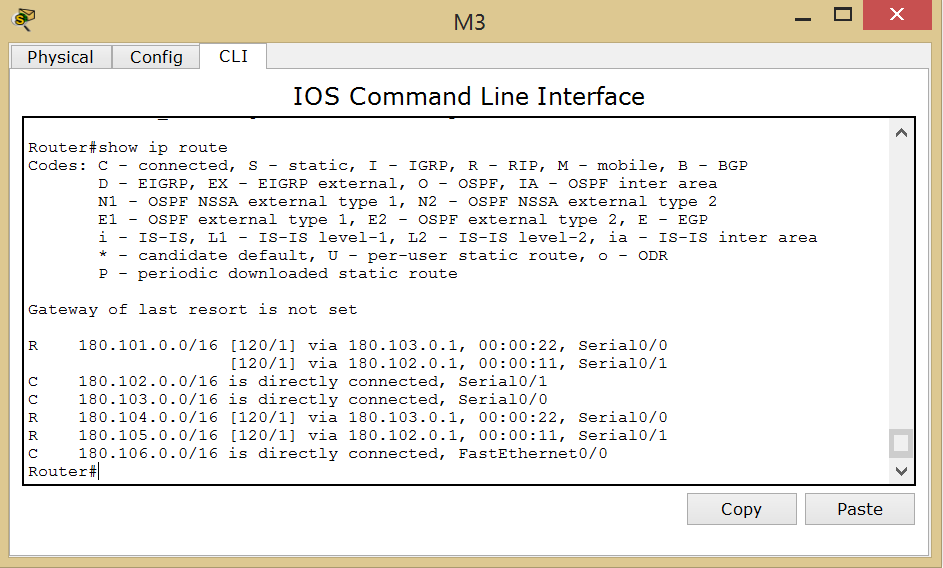 M3
Physical Config CLI
IOS Command Line Interface
Router#show ip route
Codes: C - connected, S - static, I - IGRP, R - RIP, M - mobile, B - BGP
       D - EIGRP, EX - EIGRP external, O - OSPF, IA - OSPF inter area
       N1 - OSPF NSSA external type 1, N2 - OSPF NSSA external type 2
       E1 - OSPF external type 1, E2 - OSPF external type 2, E - EGP
       i - IS-IS, L1 - IS-IS level-1, L2 - IS-IS level-2, ia - IS-IS inter area
       * - candidate default, U - per-user static route, o - ODR
       P - periodic downloaded static route
Gateway of last resort is not set
R    180.101.0.0/16 [120/1] via 180.103.0.1, 00:00:22, Serial0/0
                    [120/1] via 180.102.0.1, 00:00:11, Serial0/1
C    180.102.0.0/16 is directly connected, Serial0/1
C    180.103.0.0/16 is directly connected, Serial0/0
R    180.104.0.0/16 [120/1] via 180.103.0.1, 00:00:22, Serial0/0
R    180.105.0.0/16 [120/1] via 180.102.0.1, 00:00:11, Serial0/1
C    180.106.0.0/16 is directly connected, FastEthernet0/0
Router#
Copy Paste